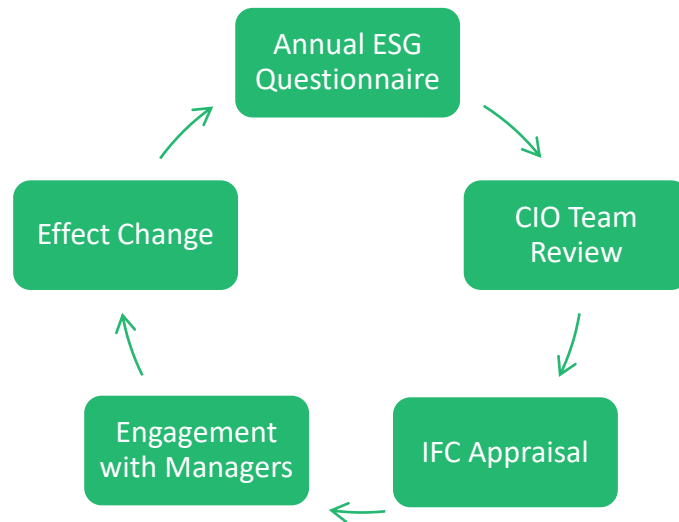 Annual ESG
Questionnaire
CIO Team
Review
IFC Appraisal
Engagement
with Managers
Effect Change